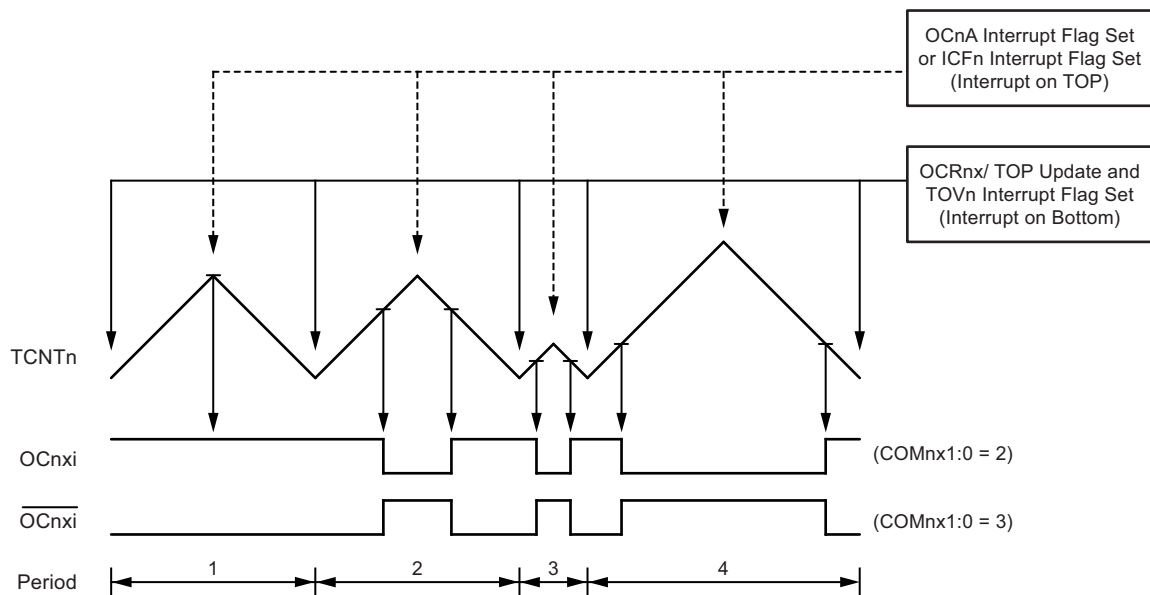 OCnA Interrupt Flag Set
or ICFn Interrupt Flag Set
(Interrupt on TOP)
OCRnx/ TOP Update and
TOVn Interrupt Flag Set
(Interrupt on Bottom)
TCNTn
OCnxi
(COMnx1:0 = 2)
OCnxi
(COMnx1:0 = 3)
Period
1
2
3
4